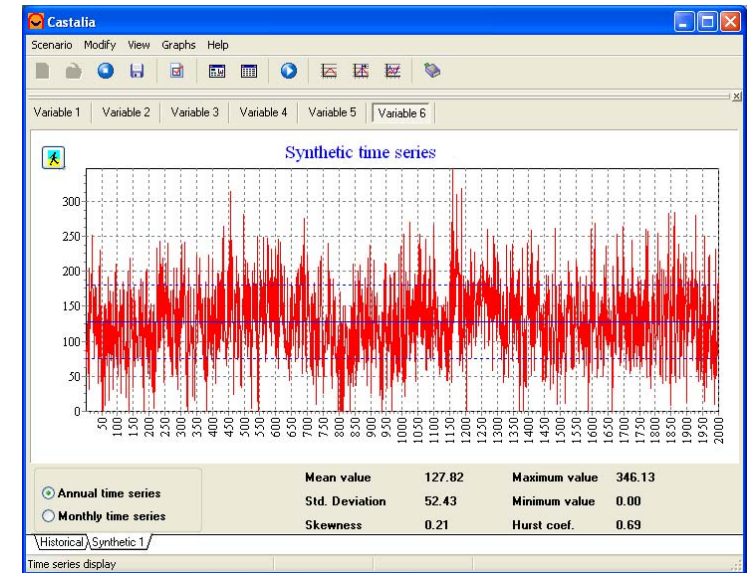 Castalia
Scenario Modify View Graphs Help
Variable 1 Variable 2 Variable 3 Variable 4 Variable 5 Variable 6
Synthetic time series
300
250
200
150
100
50
0
50 100 150 200 250 300 350 400 450 500 550 600 650 700 750 800 850 900 950 1000 1050 1100 1150 1200 1250 1300 1350 1400 1450 1500 1550 1600 1650 1700 1750 1800 1850 1900 1950 2000
Mean value 127.82 Maximum value 346.13
Annual time series
Std. Deviation 52.43 Minimum value 0.00
Monthly time series
Skewness 0.21 Hurst coef. 0.69
Historical Synthetic 1
Time series display